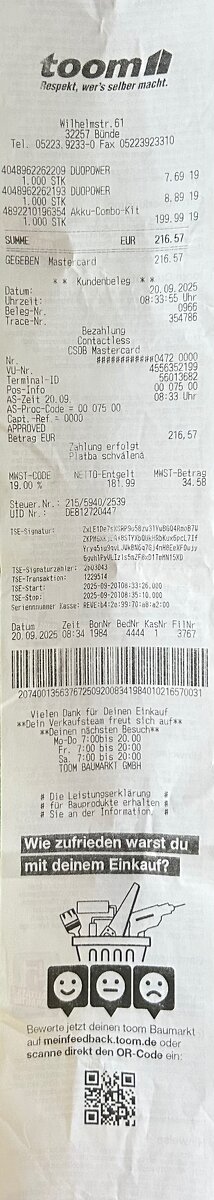 toom
Respekt, wer's selber macht.
Wilhelmstr.61
32257 Bünde
Tel. 05223.9233-0 Fax 05223923310
4048962262209 DUOPOWER
1.000 STK 7.69 19
4048962262193 DUOPOWER
1.000 STK 8.89 19
4892210196354 Akku-Combo-Kit
1.000 STK 199.99 19
SUMME EUR 216.57
GEGEBEN Mastercard 216.57
* * Kundenbeleg * *
Datum: 20.09.2025
Uhrzeit: 08:33:55 Uhr
Beleg-Nr. 0966
Trace-Nr. 354786
Bezahlung
Contactless
CSOB Mastercard
Nr. ############0472 0000
VU-Nr. 4556352199
Terminal-ID 55013682
Pos-Info 00 075 00
AS-Zeit 20.09. 08:33 Uhr
AS-Proc-Code = 00 075 00
Capt.-Ref.= 0000
APPROVED
Betrag EUR 216,57
Zahlung erfolgt
Platba schválená
MWST-CODE NETTO-Entgelt MWST-Betrag
19.00 % 181.99 34.58
Steuer.Nr.: 215/5940/2539
UID Nr.: DE812720447
TSE-Signatur:
TSE-Signaturzähler:
TSE-Transaktion: 1229514
TSE-Start: 2025-09-20T08:33:26.000
TSE-Stop: 2025-09-20T08:35:10.000
Seriennummer Kasse:
Datum Zeit BonNr BedNr KasNr FilNr
20.09.2025 08:34 1984 4444 1 3767
2074001356376725092008341984010216570031
Vielen Dank für Deinen Einkauf
**Dein Verkaufsteam freut sich auf**
**Deinen nächsten Besuch**
Mo-Do 7:00bis 20.00
Fr. 7:00 bis 20:00
Sa. 7:00 bis 20:00
TOOM BAUMARKT GMBH
# Die Leistungserklärung #
# für Bauprodukte erhalten #
# Sie an der Information. #
Wie zufrieden warst du
mit deinem Einkauf?
Bewerte jetzt deinen toom Baumarkt
auf meinfeedback.toom.de oder
scanne direkt den QR-Code ein: